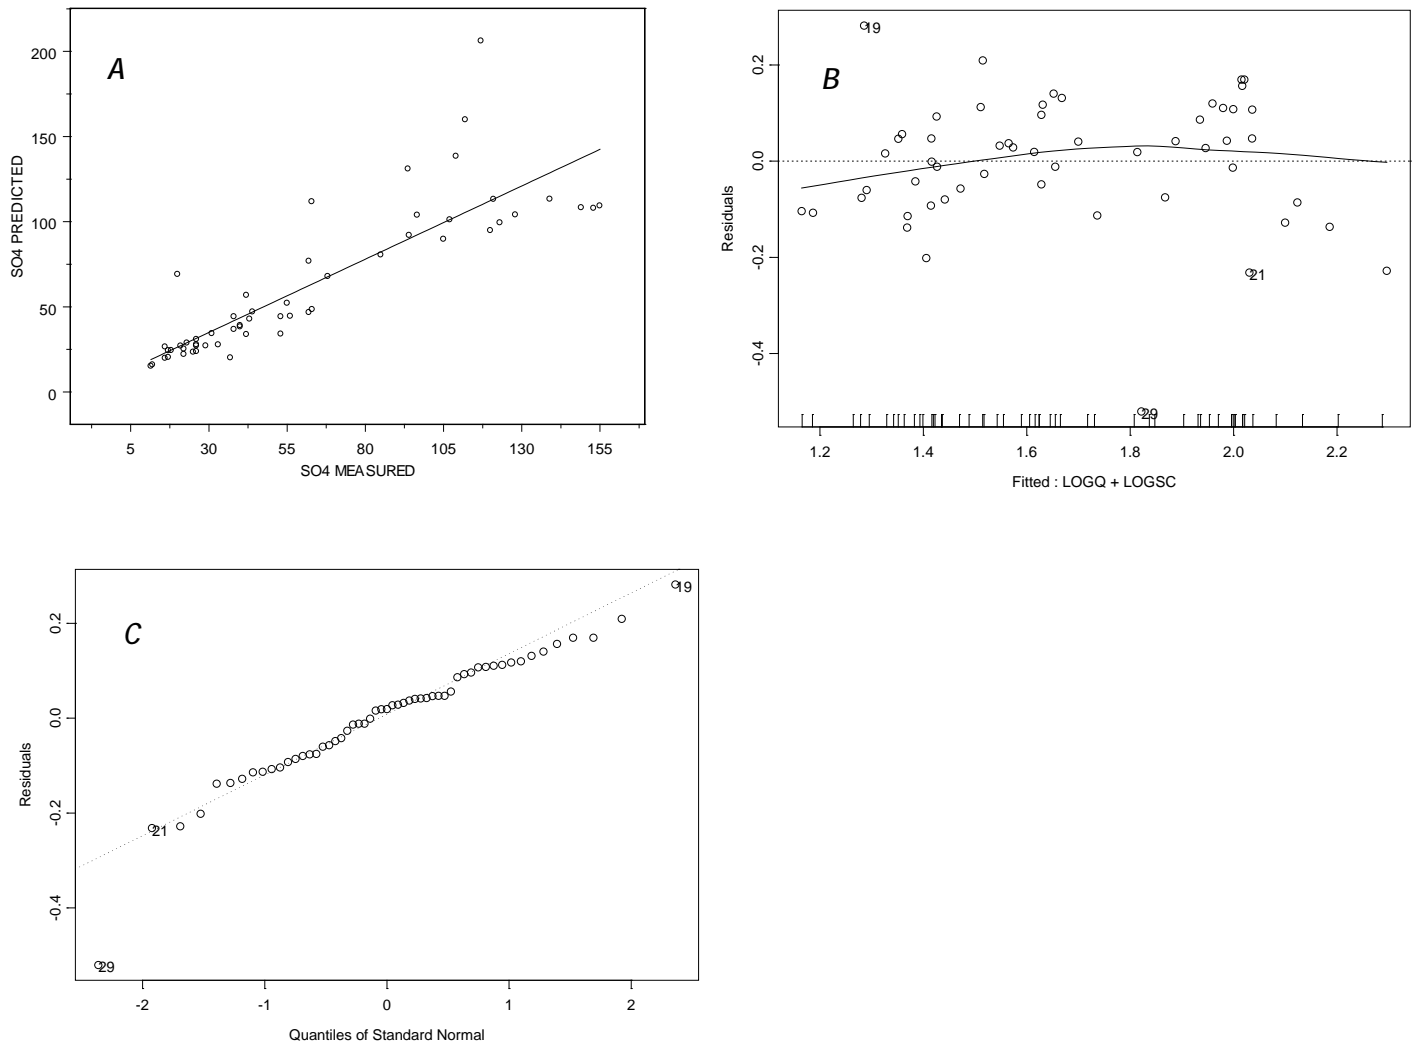 A
200
150
100
50
0
SO4 PREDICTED
5 30 55 80 105 130 155
SO4 MEASURED
B
19
21
29
0.2
0.0
-0.2
-0.4
Residuals
1.2 1.4 1.6 1.8 2.0 2.2
Fitted : LOGQ + LOGSC
C
19
21
29
0.2
0.0
-0.2
-0.4
Residuals
-2 -1 0 1 2
Quantiles of Standard Normal